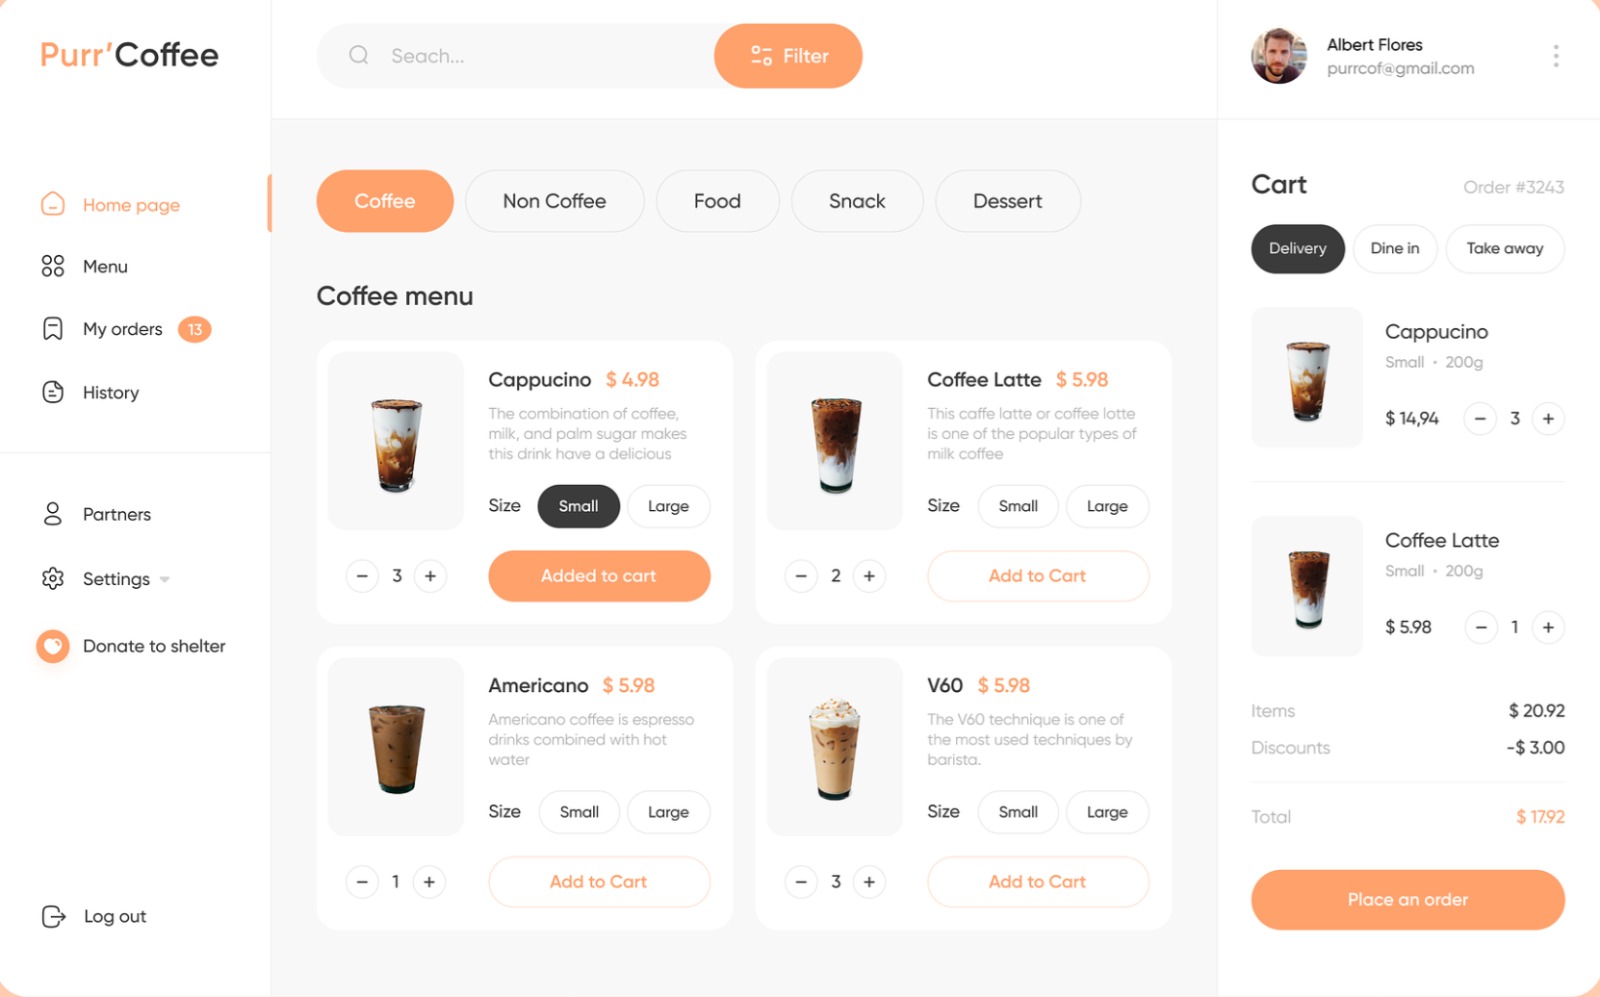 Purr'Coffee
Seach...
Filter
Albert Flores
purrcof@gmail.com
Home page
Menu
My orders 13
History
Partners
Settings
Donate to shelter
Log out
Coffee
Non Coffee
Food
Snack
Dessert
Coffee menu
Cappucino $ 4.98
The combination of coffee,
milk, and palm sugar makes
this drink have a delicious
Size Small Large
− 3 + Added to cart
Coffee Latte $ 5.98
This caffe latte or coffee lotte
is one of the popular types of
milk coffee
Size Small Large
− 2 + Add to Cart
Americano $ 5.98
Americano coffee is espresso
drinks combined with hot
water
Size Small Large
− 1 + Add to Cart
V60 $ 5.98
The V60 technique is one of
the most used techniques by
barista.
Size Small Large
− 3 + Add to Cart
Cart Order #3243
Delivery Dine in Take away
Cappucino
Small • 200g
$ 14,94 − 3 +
Coffee Latte
Small • 200g
$ 5.98 − 1 +
Items $ 20.92
Discounts -$ 3.00
Total $ 17.92
Place an order